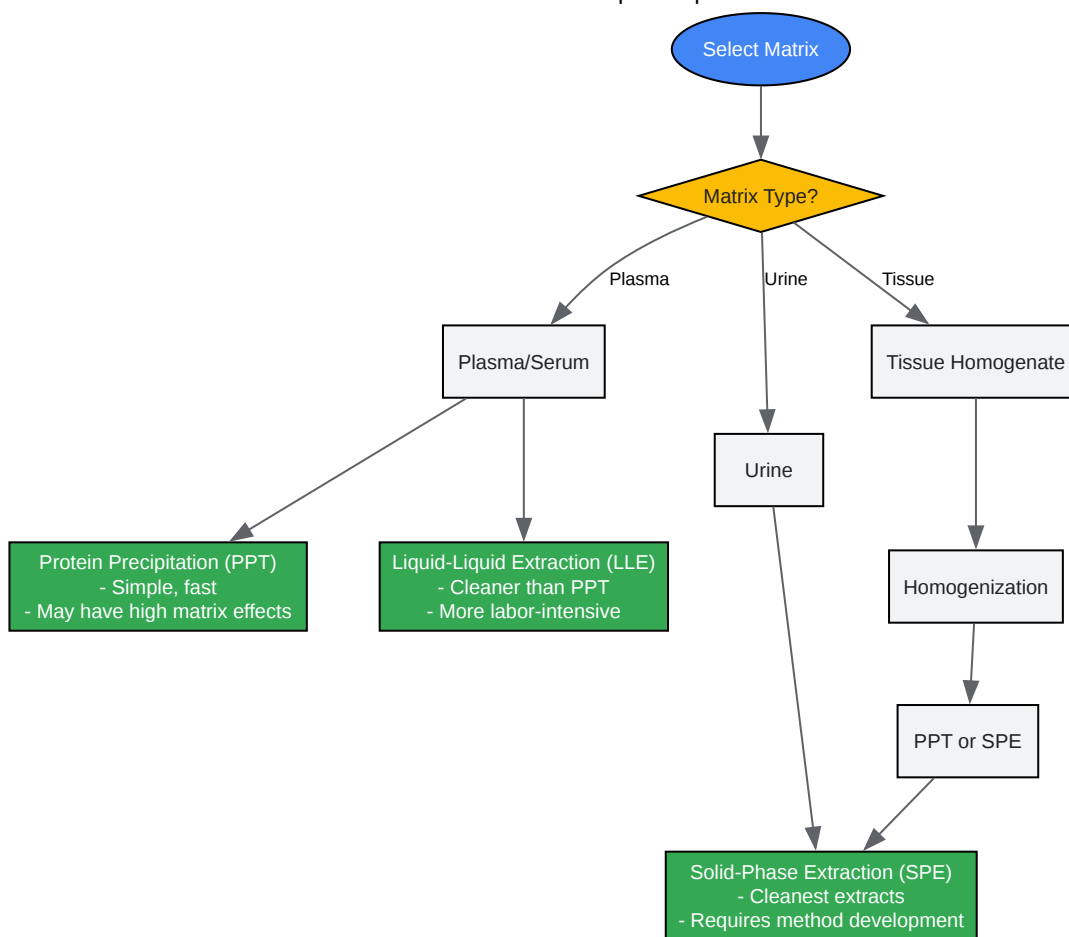 Select Matrix
Matrix Type?
Plasma
Urine
Tissue
Plasma/Serum
Tissue Homogenate
Urine
Protein Precipitation (PPT)
- Simple, fast
- May have high matrix effects
Liquid-Liquid Extraction (LLE)
- Cleaner than PPT
- More labor-intensive
Homogenization
PPT or SPE
Solid-Phase Extraction (SPE)
- Cleanest extracts
- Requires method development